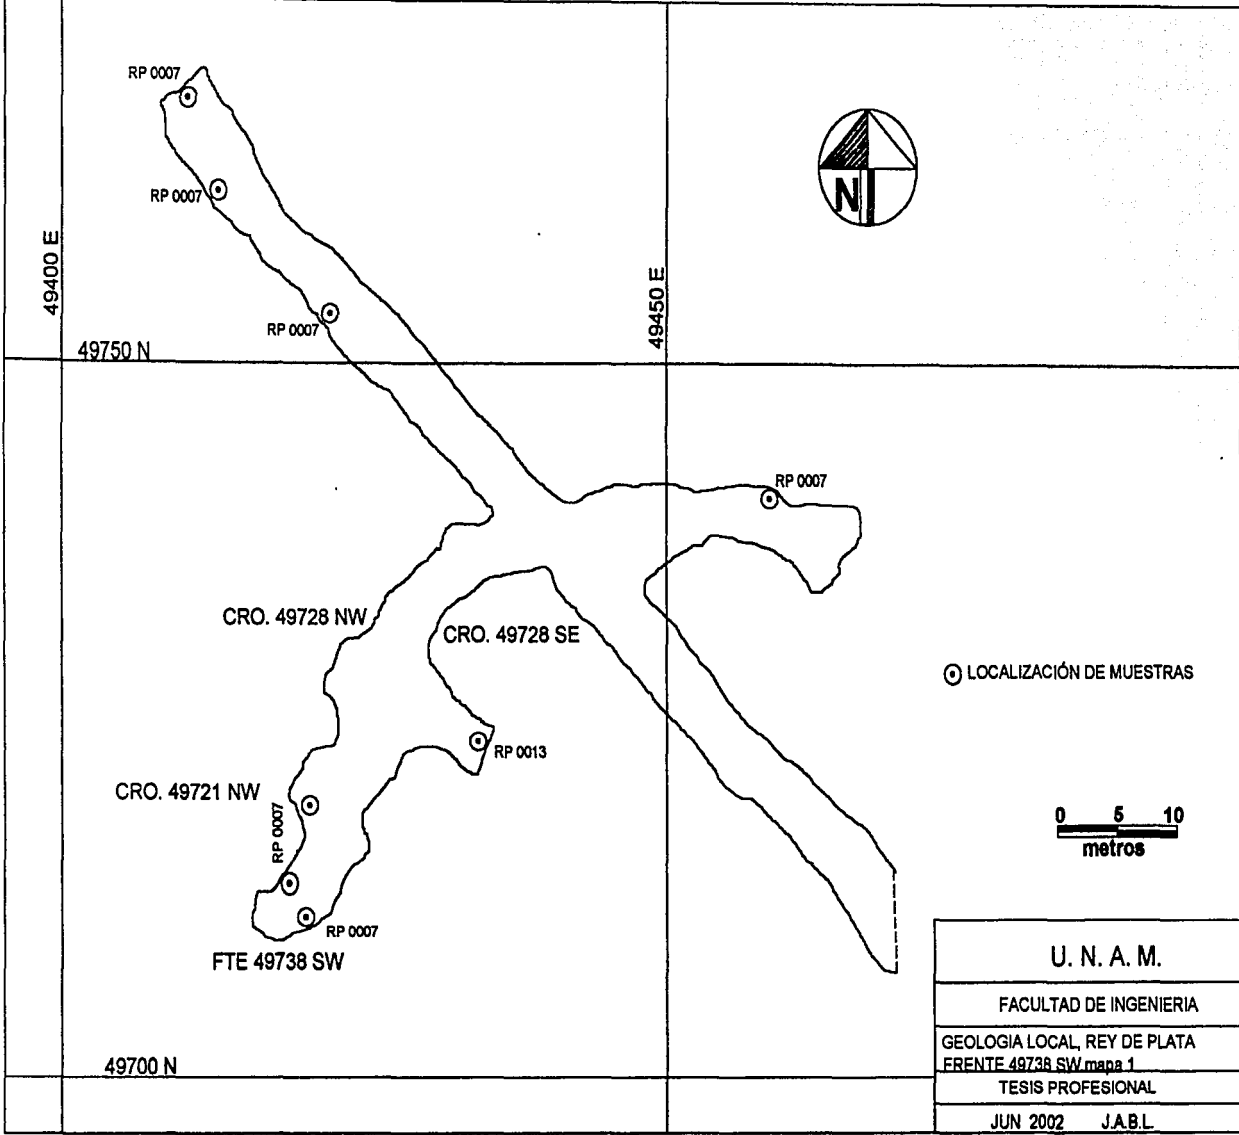 RP 0007
N
RP 0007
49400 E
49450 E
RP 0007
49750 N
RP 0007
CRO. 49728 NW
CRO. 49728 SE
LOCALIZACIÓN DE MUESTRAS
RP 0013
CRO. 49721 NW
RP 0007
0 5 10
metros
RP 0007
FTE 49738 SW
49700 N
U. N. A. M.
FACULTAD DE INGENIERIA
GEOLOGIA LOCAL, REY DE PLATA
FRENTE 49738 SW mapa 1
TESIS PROFESIONAL
JUN 2002 J.A.B.L.